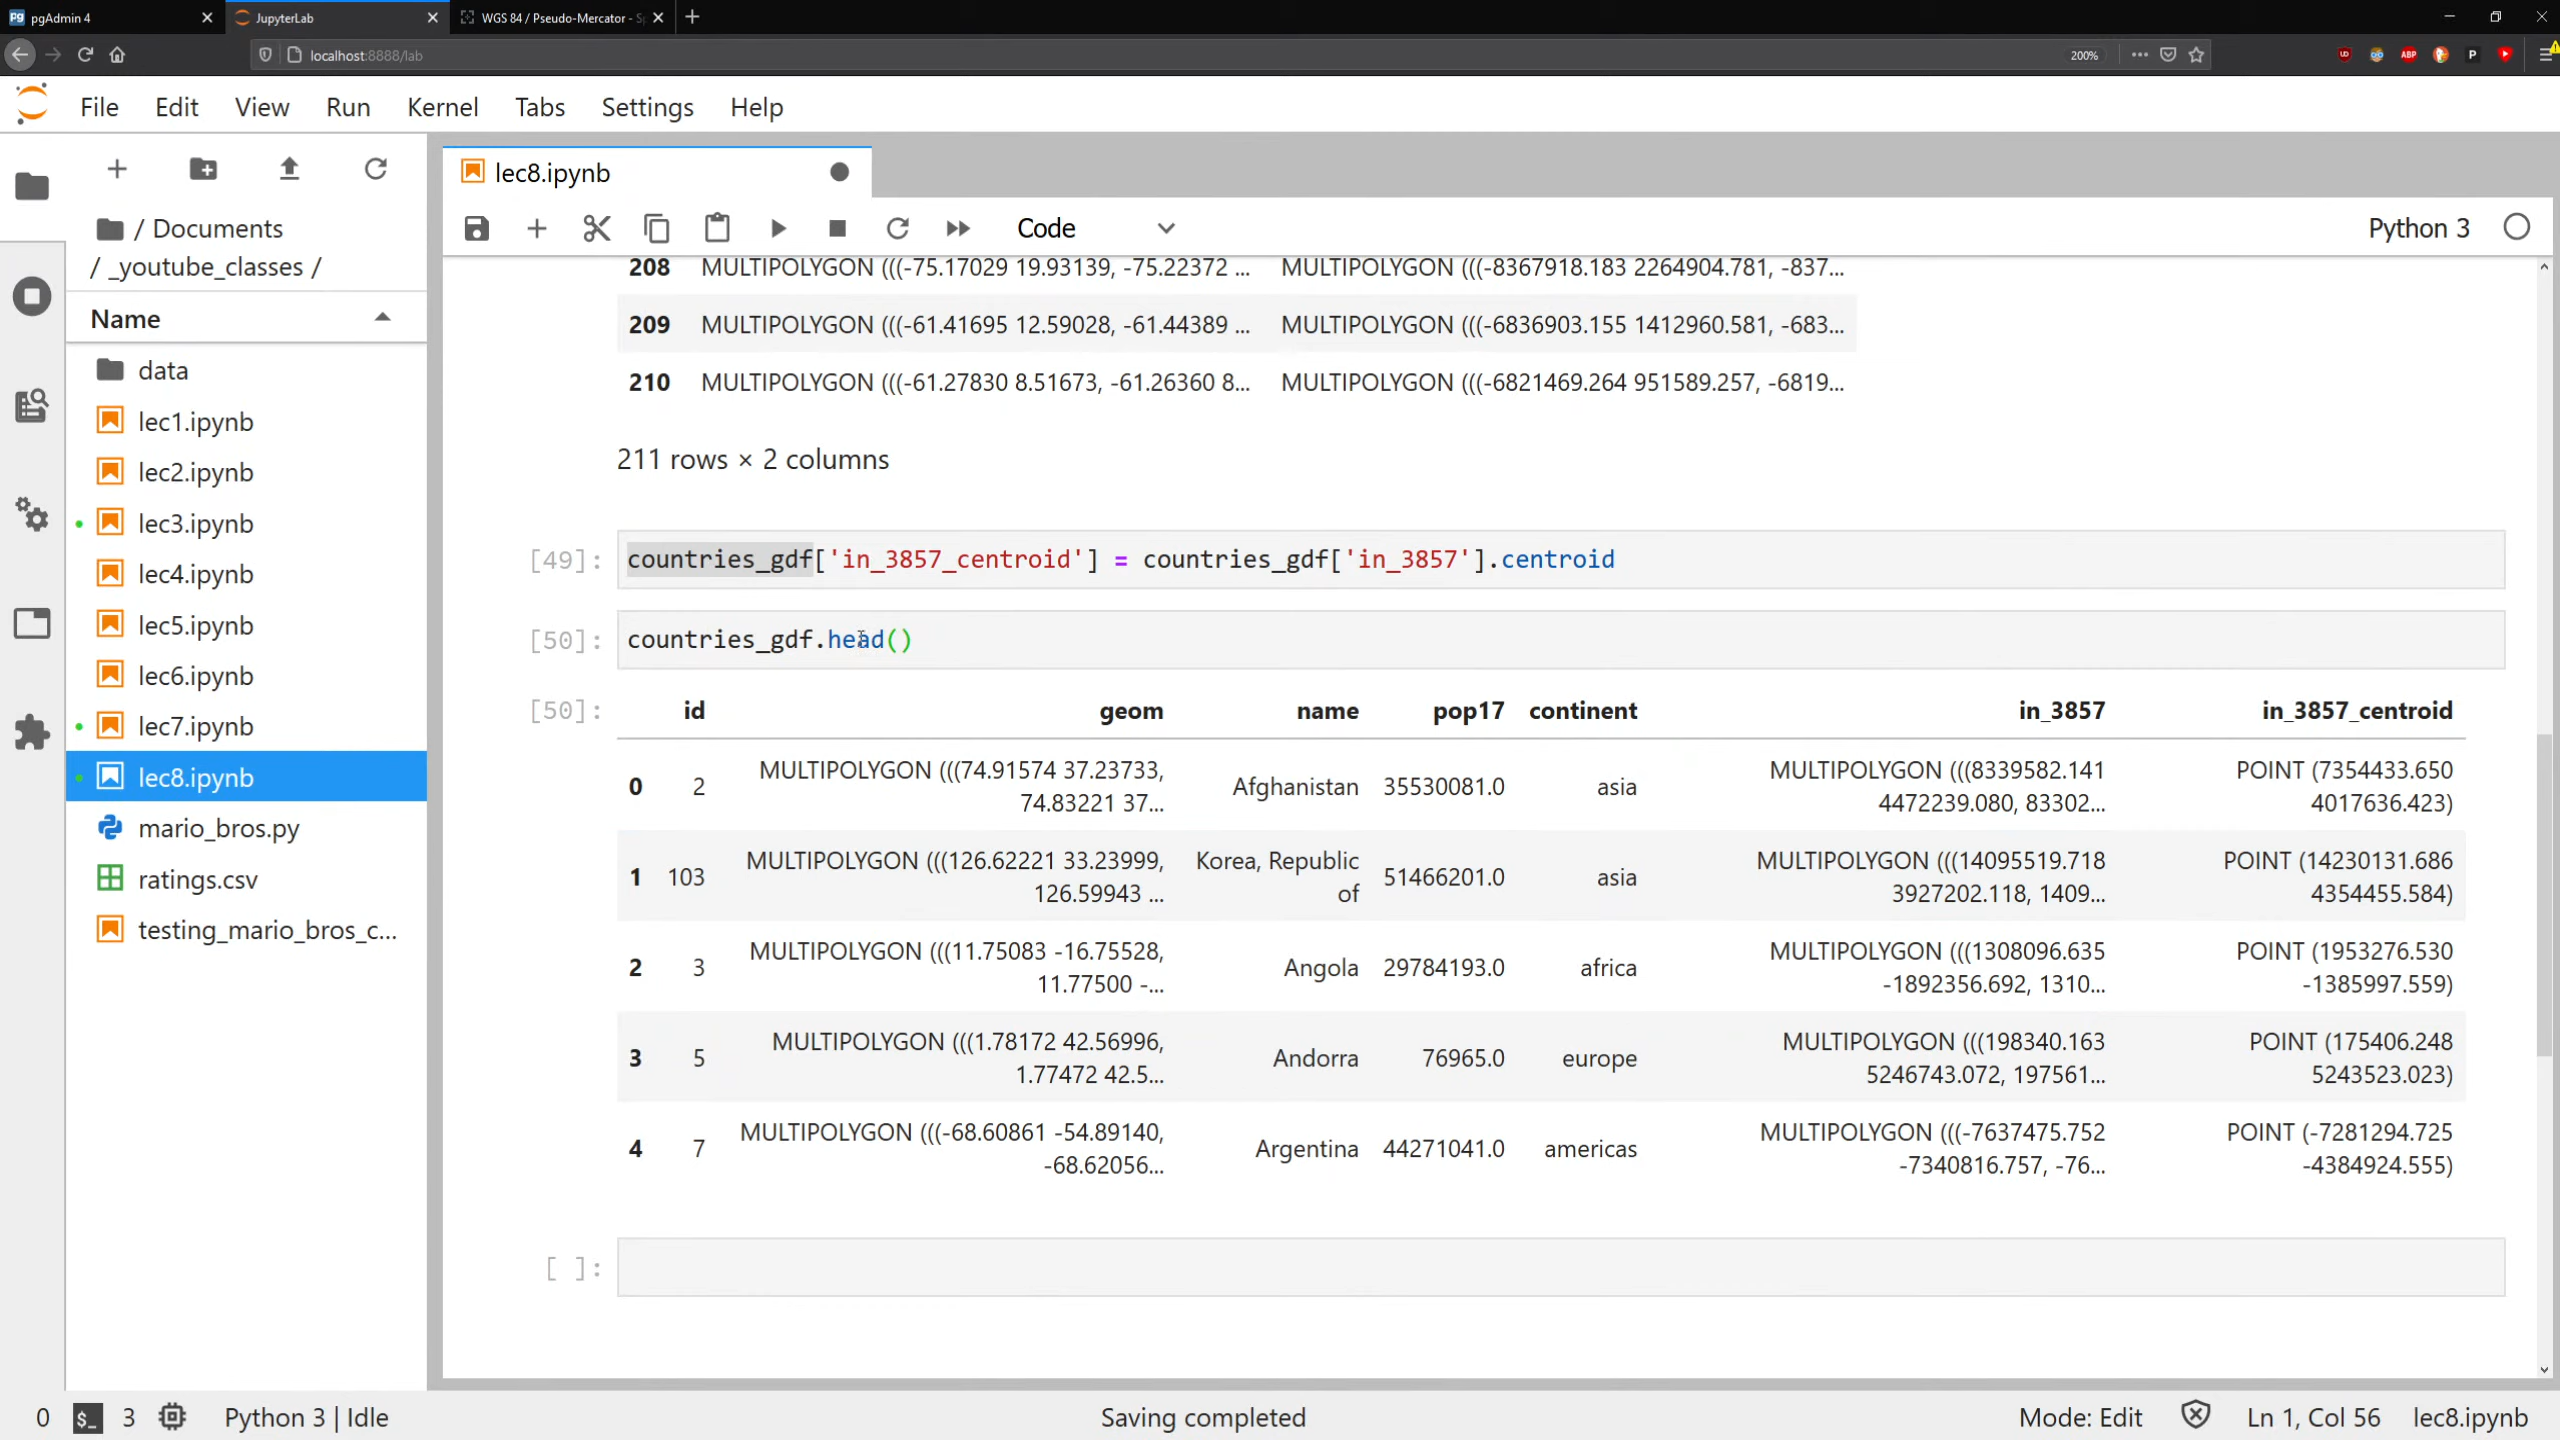 pgAdmin 4
JupyterLab
WGS 84 / Pseudo-Mercator - Sp
localhost:8888/lab
200%
File Edit View Run Kernel Tabs Settings Help
lec8.ipynb
Code
Python 3
/ Documents
/ _youtube_classes /
Name
data
lec1.ipynb
lec2.ipynb
lec3.ipynb
lec4.ipynb
lec5.ipynb
lec6.ipynb
lec7.ipynb
lec8.ipynb
mario_bros.py
ratings.csv
testing_mario_bros_c...
208 MULTIPOLYGON (((-75.17029 19.93139, -75.22372 ... MULTIPOLYGON (((-8367918.183 2264904.781, -837...
209 MULTIPOLYGON (((-61.41695 12.59028, -61.44389 ... MULTIPOLYGON (((-6836903.155 1412960.581, -683...
210 MULTIPOLYGON (((-61.27830 8.51673, -61.26360 8... MULTIPOLYGON (((-6821469.264 951589.257, -6819...
211 rows × 2 columns
[49]: countries_gdf['in_3857_centroid'] = countries_gdf['in_3857'].centroid
[50]: countries_gdf.head()
[50]: id geom name pop17 continent in_3857 in_3857_centroid
0 2 MULTIPOLYGON (((74.91574 37.23733, 74.83221 37... Afghanistan 35530081.0 asia MULTIPOLYGON (((8339582.141 4472239.080, 83302... POINT (7354433.650 4017636.423)
1 103 MULTIPOLYGON (((126.62221 33.23999, 126.59943 ... Korea, Republic of 51466201.0 asia MULTIPOLYGON (((14095519.718 3927202.118, 1409... POINT (14230131.686 4354455.584)
2 3 MULTIPOLYGON (((11.75083 -16.75528, 11.77500 -... Angola 29784193.0 africa MULTIPOLYGON (((1308096.635 -1892356.692, 1310... POINT (1953276.530 -1385997.559)
3 5 MULTIPOLYGON (((1.78172 42.56996, 1.77472 42.5... Andorra 76965.0 europe MULTIPOLYGON (((198340.163 5246743.072, 197561... POINT (175406.248 5243523.023)
4 7 MULTIPOLYGON (((-68.60861 -54.89140, -68.62056... Argentina 44271041.0 americas MULTIPOLYGON (((-7637475.752 -7340816.757, -76... POINT (-7281294.725 -4384924.555)
[ ]:
0 $_ 3 Python 3 | Idle Saving completed Mode: Edit Ln 1, Col 56 lec8.ipynb